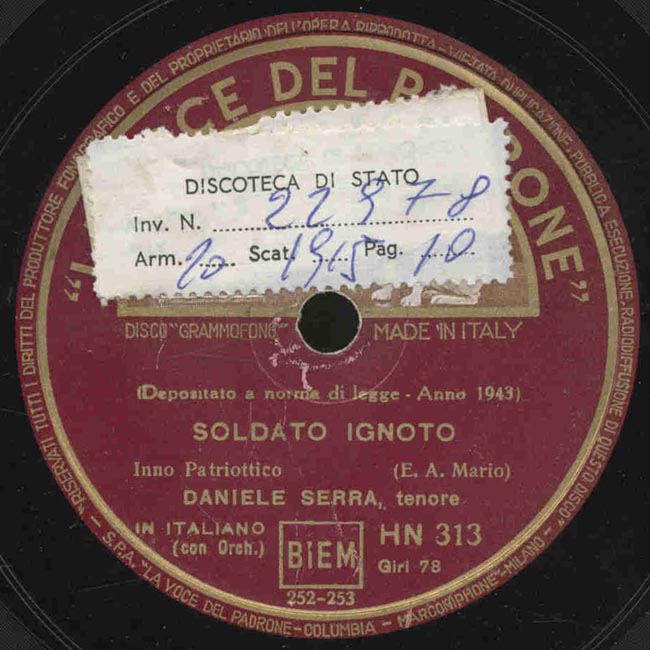 "RISERVATI TUTTI I DIRITTI DEL PRODUTTORE FONOGRAFICO E DEL PROPRIETARIO DELL'OPERA RIPRODOTTA - VIETATA DUPLICAZIONE, PUBBLICA ESECUZIONE, RADIODIFFUSIONE DI QUESTO DISCO"
CE DEL DRONE"
DISCOTECA DI STATO
Inv. N. 22978
Arm. 20 Scat. 1915 Pag. 10
DISCO "GRAMMOFONO" MADE IN ITALY
(Depositato a norma di legge - Anno 1943)
SOLDATO IGNOTO
Inno Patriottico (E. A. Mario)
DANIELE SERRA, tenore
IN ITALIANO
(con Orch.)
BIEM
HN 313
Giri 78
252-253
- S.P.A. "LA VOCE DEL PADRONE-COLUMBIA-MARCONIPHONE"-MILANO -